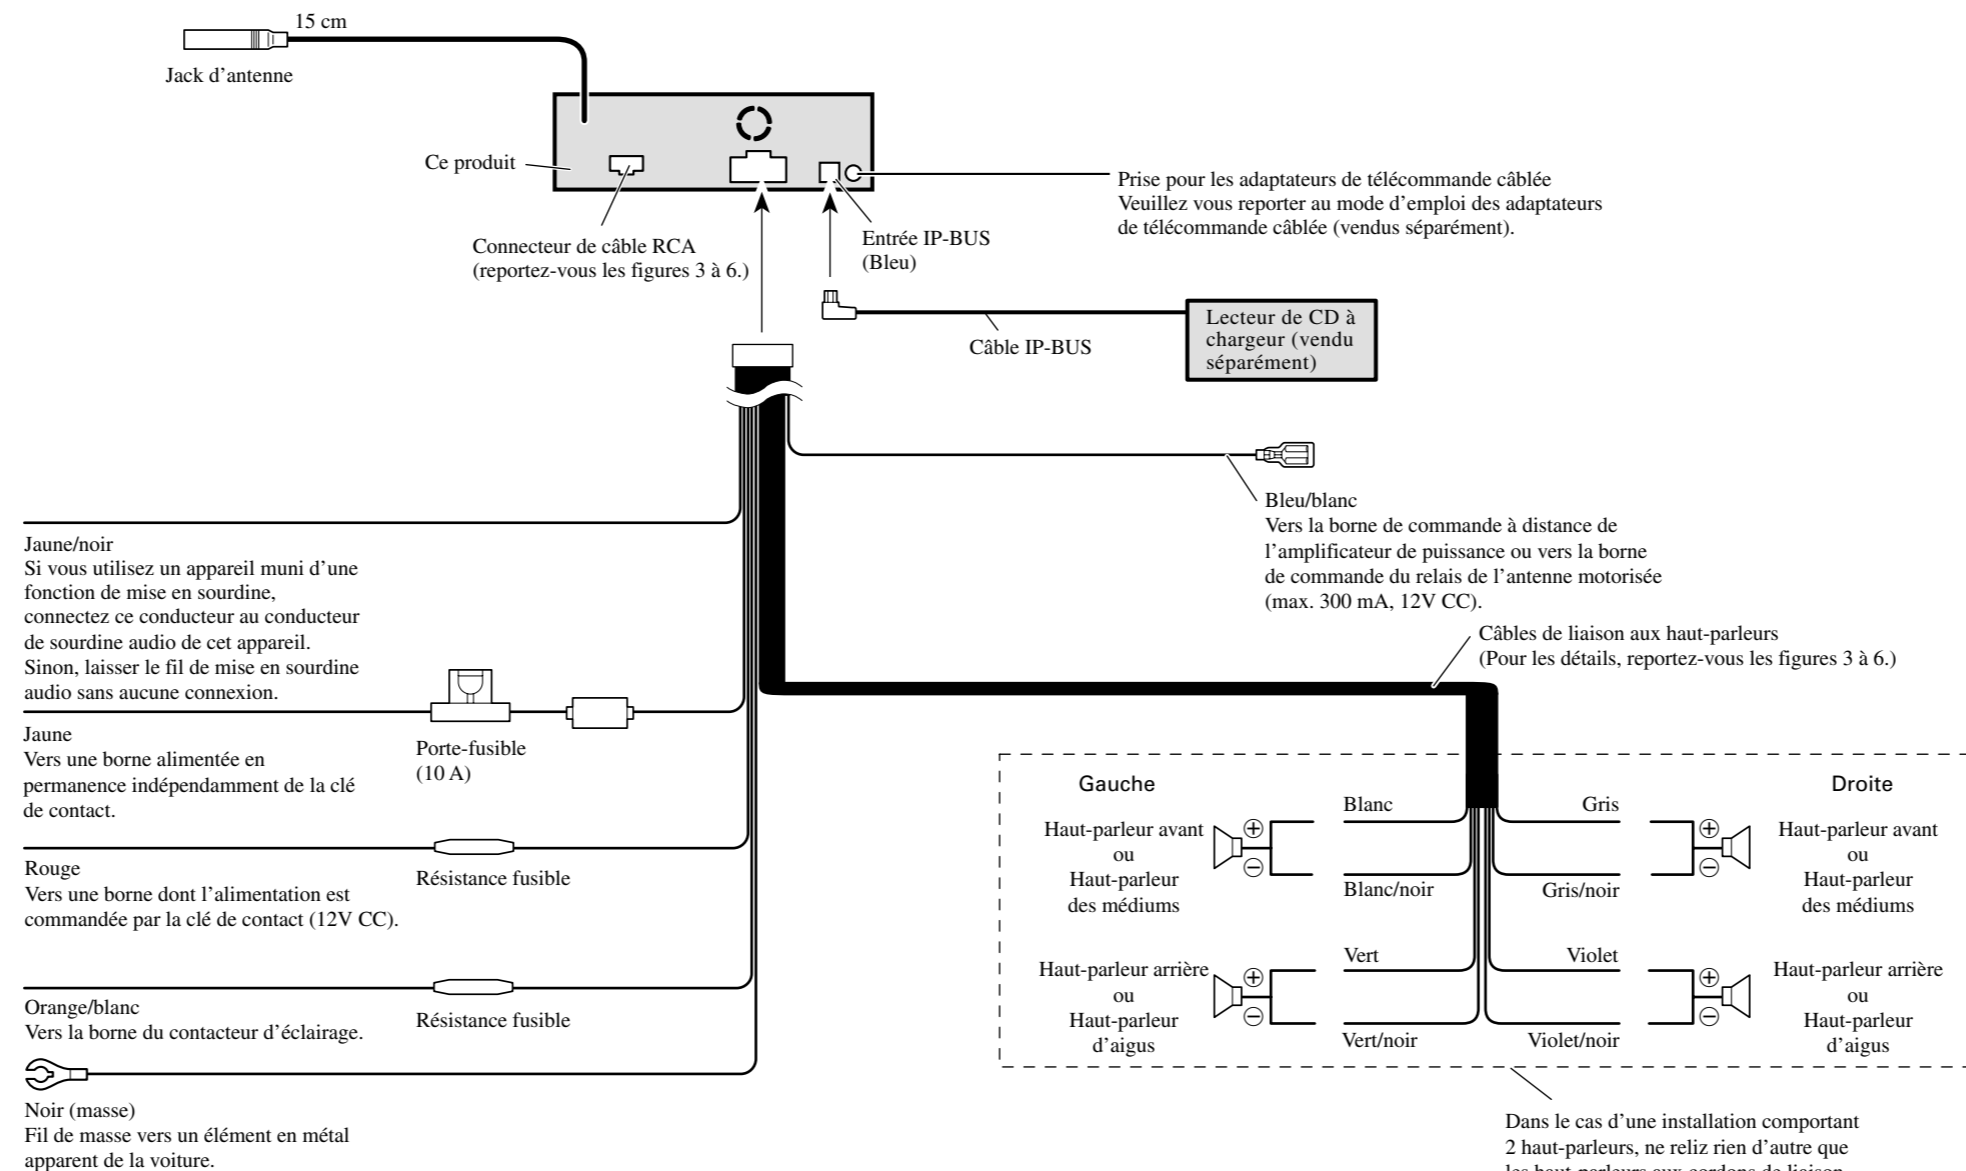 15 cm
Jack d'antenne
Ce produit
Connecteur de câble RCA
(reportez-vous les figures 3 à 6.)
Entrée IP-BUS
(Bleu)
Prise pour les adaptateurs de télécommande câblée
Veuillez vous reporter au mode d'emploi des adaptateurs
de télécommande câblée (vendus séparément).
Câble IP-BUS
Lecteur de CD à
chargeur (vendu
séparément)
Bleu/blanc
Vers la borne de commande à distance de
l'amplificateur de puissance ou vers la borne
de commande du relais de l'antenne motorisée
(max. 300 mA, 12V CC).
Jaune/noir
Si vous utilisez un appareil muni d'une
fonction de mise en sourdine,
connectez ce conducteur au conducteur
de sourdine audio de cet appareil.
Sinon, laisser le fil de mise en sourdine
audio sans aucune connexion.
Câbles de liaison aux haut-parleurs
(Pour les détails, reportez-vous les figures 3 à 6.)
Jaune
Vers une borne alimentée en
permanence indépendamment de la clé
de contact.
Porte-fusible
(10 A)
Rouge
Vers une borne dont l'alimentation est
commandée par la clé de contact (12V CC).
Résistance fusible
Orange/blanc
Vers la borne du contacteur d'éclairage.
Résistance fusible
Noir (masse)
Fil de masse vers un élément en métal
apparent de la voiture.
Gauche
Haut-parleur avant
ou
Haut-parleur
des médiums
⊕
⊖
Blanc
Blanc/noir
Gris
Gris/noir
⊕
⊖
Droite
Haut-parleur avant
ou
Haut-parleur
des médiums
Haut-parleur arrière
ou
Haut-parleur
d'aigus
⊕
⊖
Vert
Vert/noir
Violet
Violet/noir
⊕
⊖
Haut-parleur arrière
ou
Haut-parleur
d'aigus
Dans le cas d'une installation comportant
2 haut-parleurs, ne reliz rien d'autre que
les haut-parleurs aux cordons de liaison